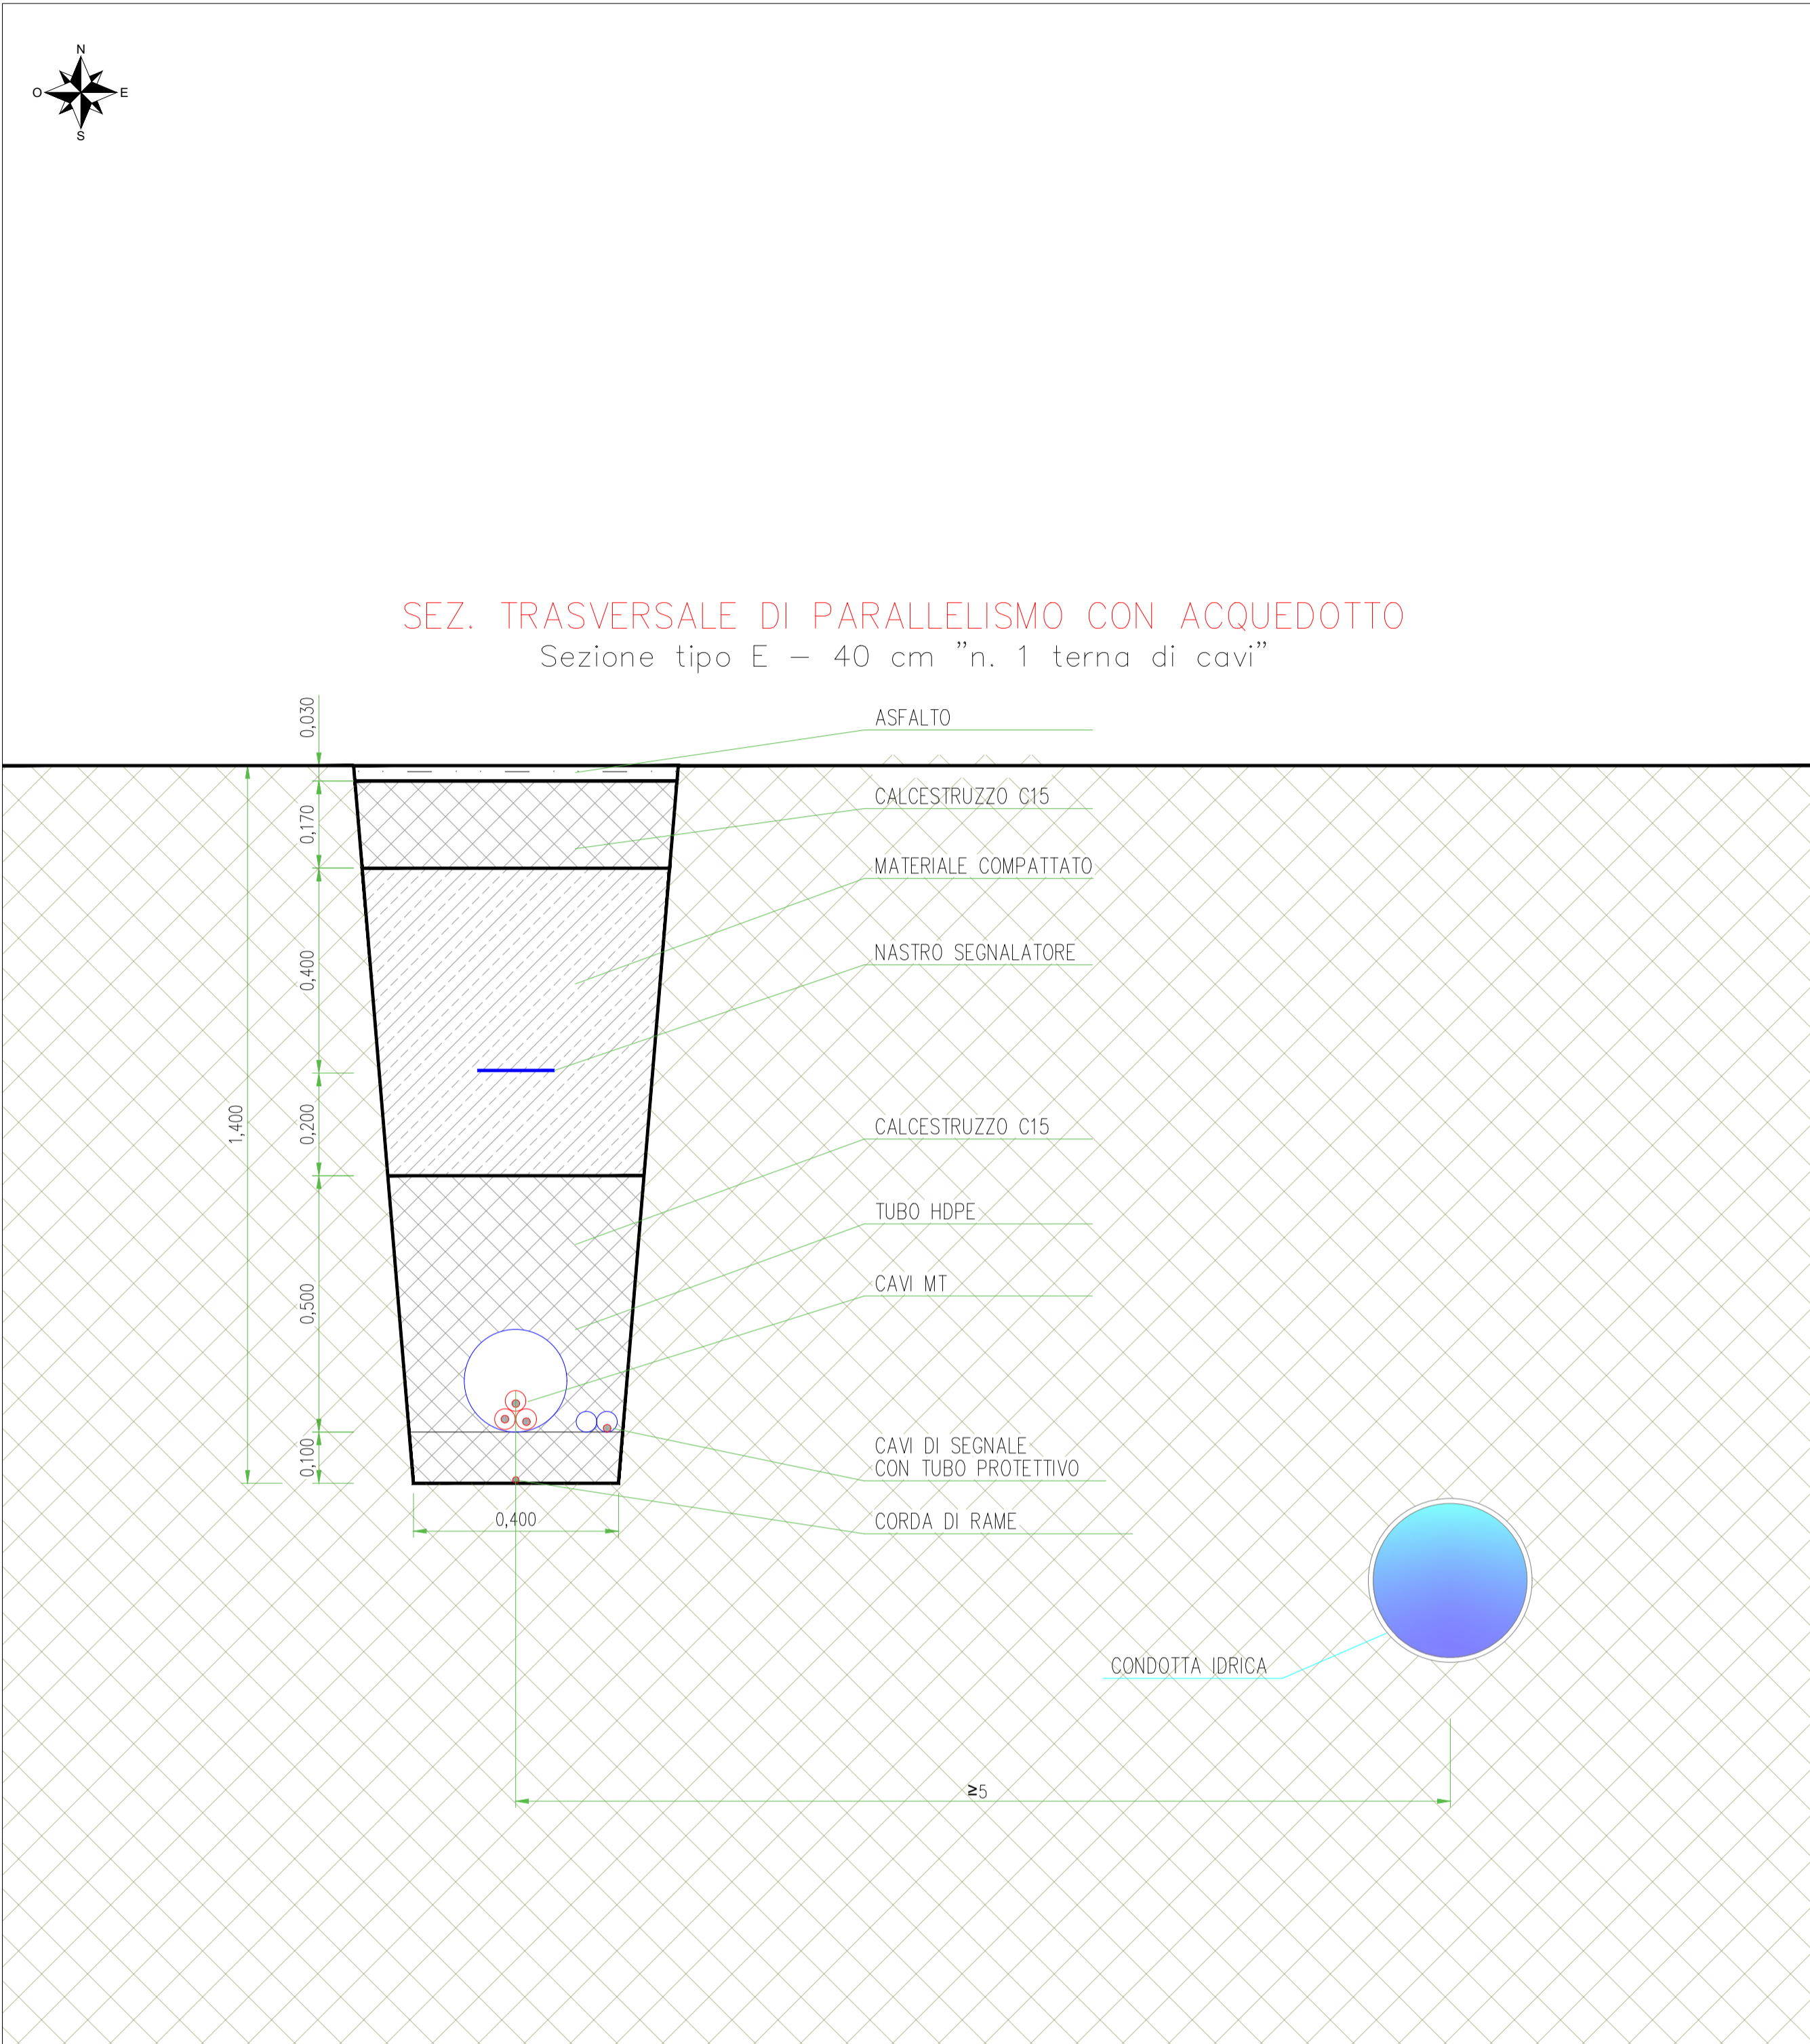 N
O E
S
SEZ. TRASVERSALE DI PARALLELISMO CON ACQUEDOTTO
Sezione tipo E – 40 cm "n. 1 terna di cavi"
0,030
ASFALTO
0,170
CALCESTRUZZO C15
MATERIALE COMPATTATO
0,400
NASTRO SEGNALATORE
1,400
0,200
CALCESTRUZZO C15
TUBO HDPE
0,500
CAVI MT
0,100
CAVI DI SEGNALE
CON TUBO PROTETTIVO
0,400
CORDA DI RAME
CONDOTTA IDRICA
≥5